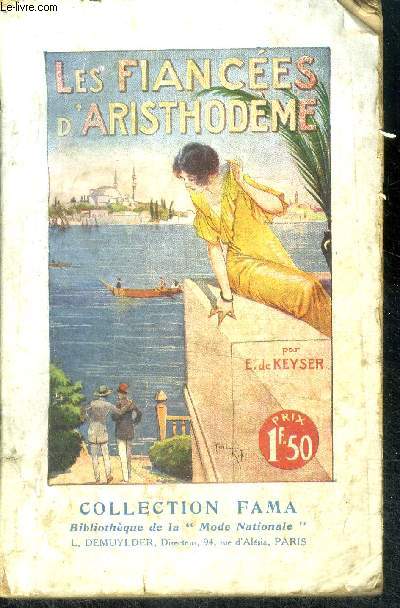 Le-livre.com
LES FIANCÉES
D'ARISTHODÈME
par
E. de KEYSER
PRIX
1F.50
COLLECTION FAMA
Bibliothèque de la " Mode Nationale "
L. DEMUYLDER, Directeur, 94, rue d'Alésia, PARIS